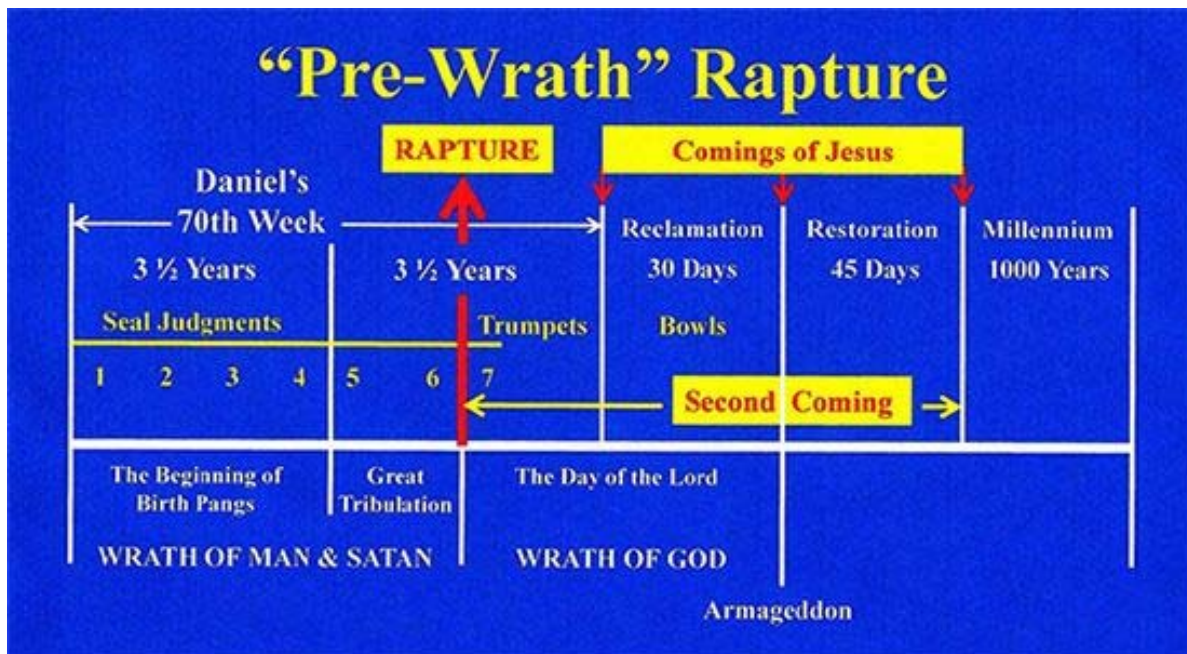 “Pre-Wrath” Rapture
RAPTURE
Comings of Jesus
Daniel's
70th Week
Reclamation
30 Days
Restoration
45 Days
Millennium
1000 Years
3 ½ Years
3 ½ Years
Seal Judgments
Trumpets
Bowls
1 2 3 4 5 6 7
Second Coming
The Beginning of
Birth Pangs
Great
Tribulation
The Day of the Lord
WRATH OF MAN & SATAN
WRATH OF GOD
Armageddon